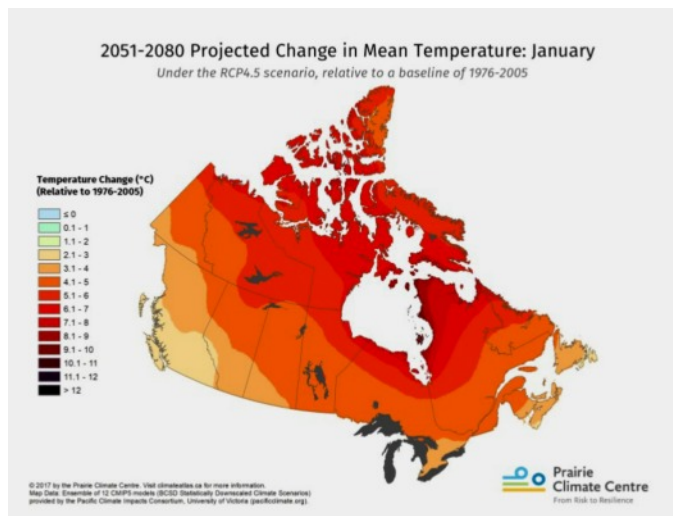 2051-2080 Projected Change in Mean Temperature: January
Under the RCP4.5 scenario, relative to a baseline of 1976-2005
Temperature Change (°C)
(Relative to 1976-2005)
≤ 0
0.1 - 1
1.1 - 2
2.1 - 3
3.1 - 4
4.1 - 5
5.1 - 6
6.1 - 7
7.1 - 8
8.1 - 9
9.1 - 10
10.1 - 11
11.1 - 12
> 12
© 2017 by the Prairie Climate Centre. Visit climateatlas.ca for more information.
Map Data: Ensemble of 12 CMIP5 models (BCSD Statistically Downscaled Climate Scenarios)
provided by the Pacific Climate Impacts Consortium, University of Victoria (pacificclimate.org).
Prairie
Climate Centre
From Risk to Resilience